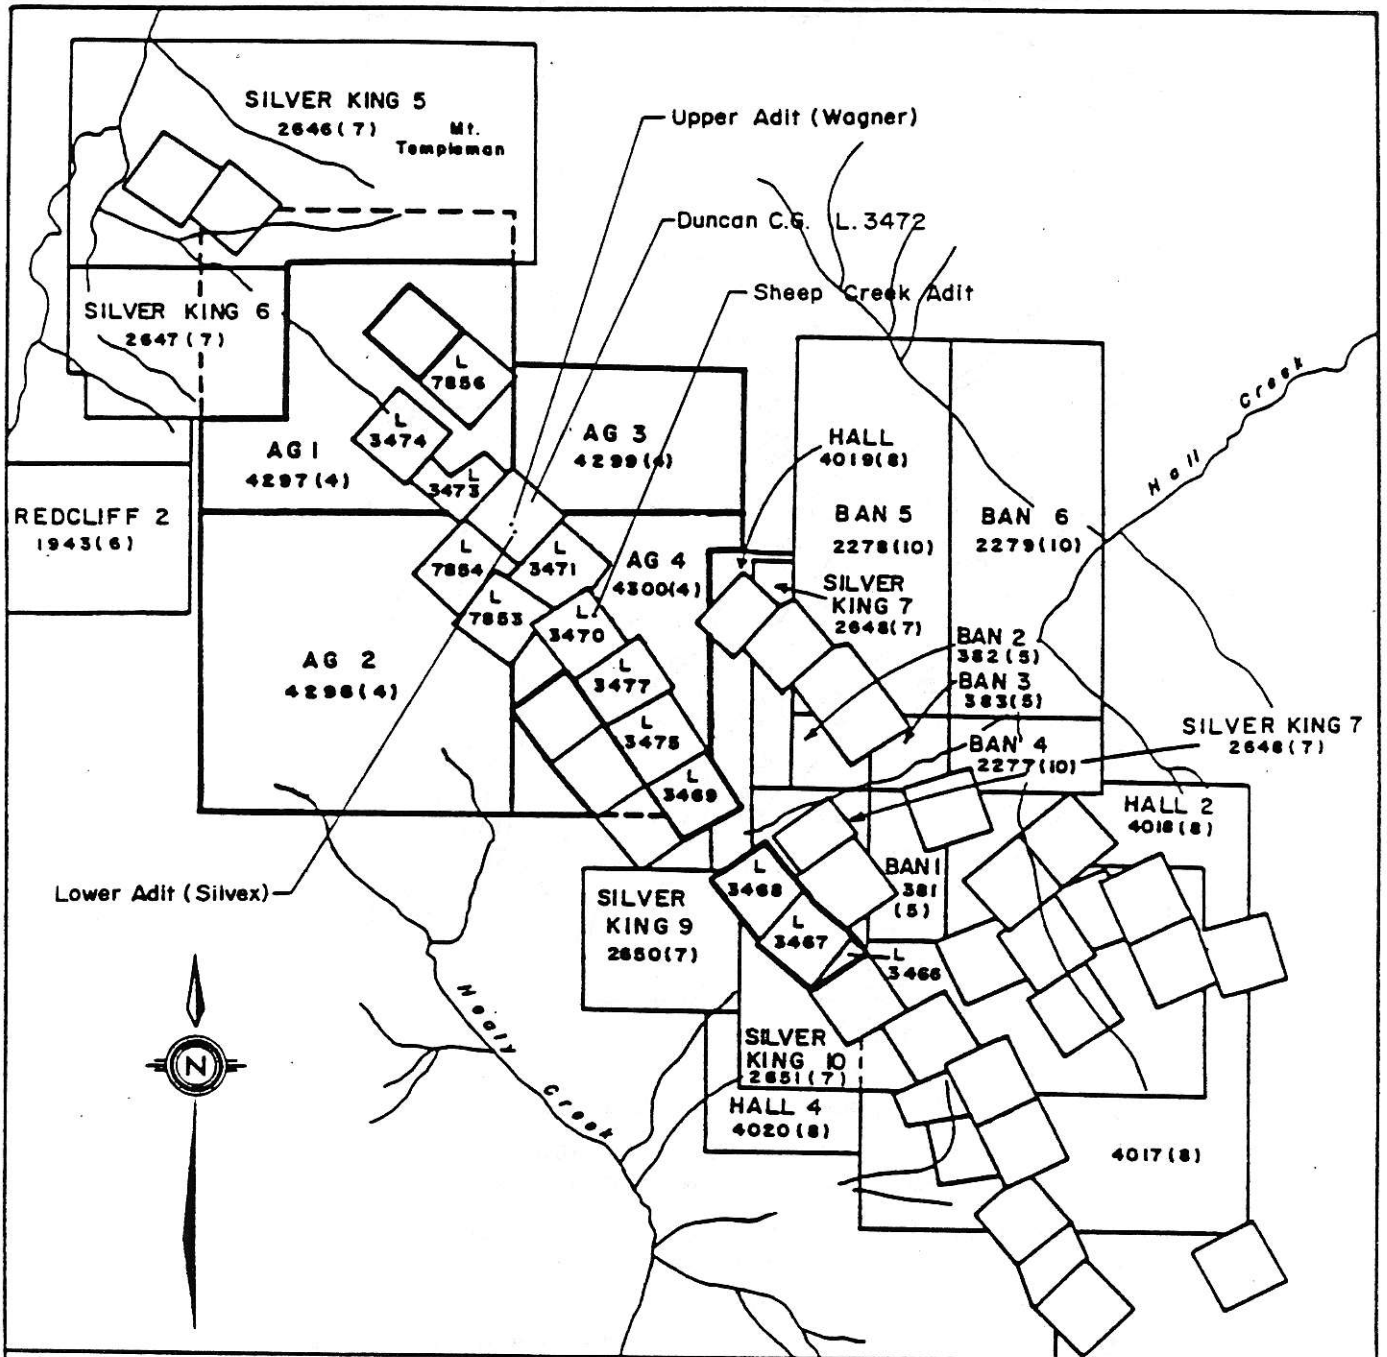 SILVER KING 5
2646(7)
Mt.
Templeman
Upper Adit (Wagner)
Duncan C.G. L. 3472
Sheep Creek Adit
SILVER KING 6
2647(7)
L
7856
L
3474
AG 1
4297(4)
3473
AG 3
4299(4)
HALL
4019(8)
Hall Creek
BAN 5
2278(10)
BAN 6
2279(10)
REDCLIFF 2
1943(6)
L
7854
L
3471
AG 4
4300(4)
SILVER
KING 7
2648(7)
L
7853
L.
3470
BAN 2
382(5)
BAN 3
383(5)
AG 2
4298(4)
L
3477
L
3475
BAN 4
2277(10)
SILVER KING 7
2648(7)
L
3469
HALL 2
4018(8)
Lower Adit (Silvex)
L
3468
BAN 1
381
(5)
SILVER
KING 9
2650(7)
L
3467
L
3466
Healy Creek
N
SILVER
KING 10
2651(7)
HALL 4
4020(8)
4017(8)